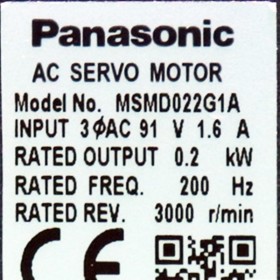 Panasonic
AC SERVO MOTOR
Model No. MSMD022G1A
INPUT 3ϕAC 91 V 1.6 A
RATED OUTPUT 0.2 kW
RATED FREQ. 200 Hz
RATED REV. 3000 r/min
CE